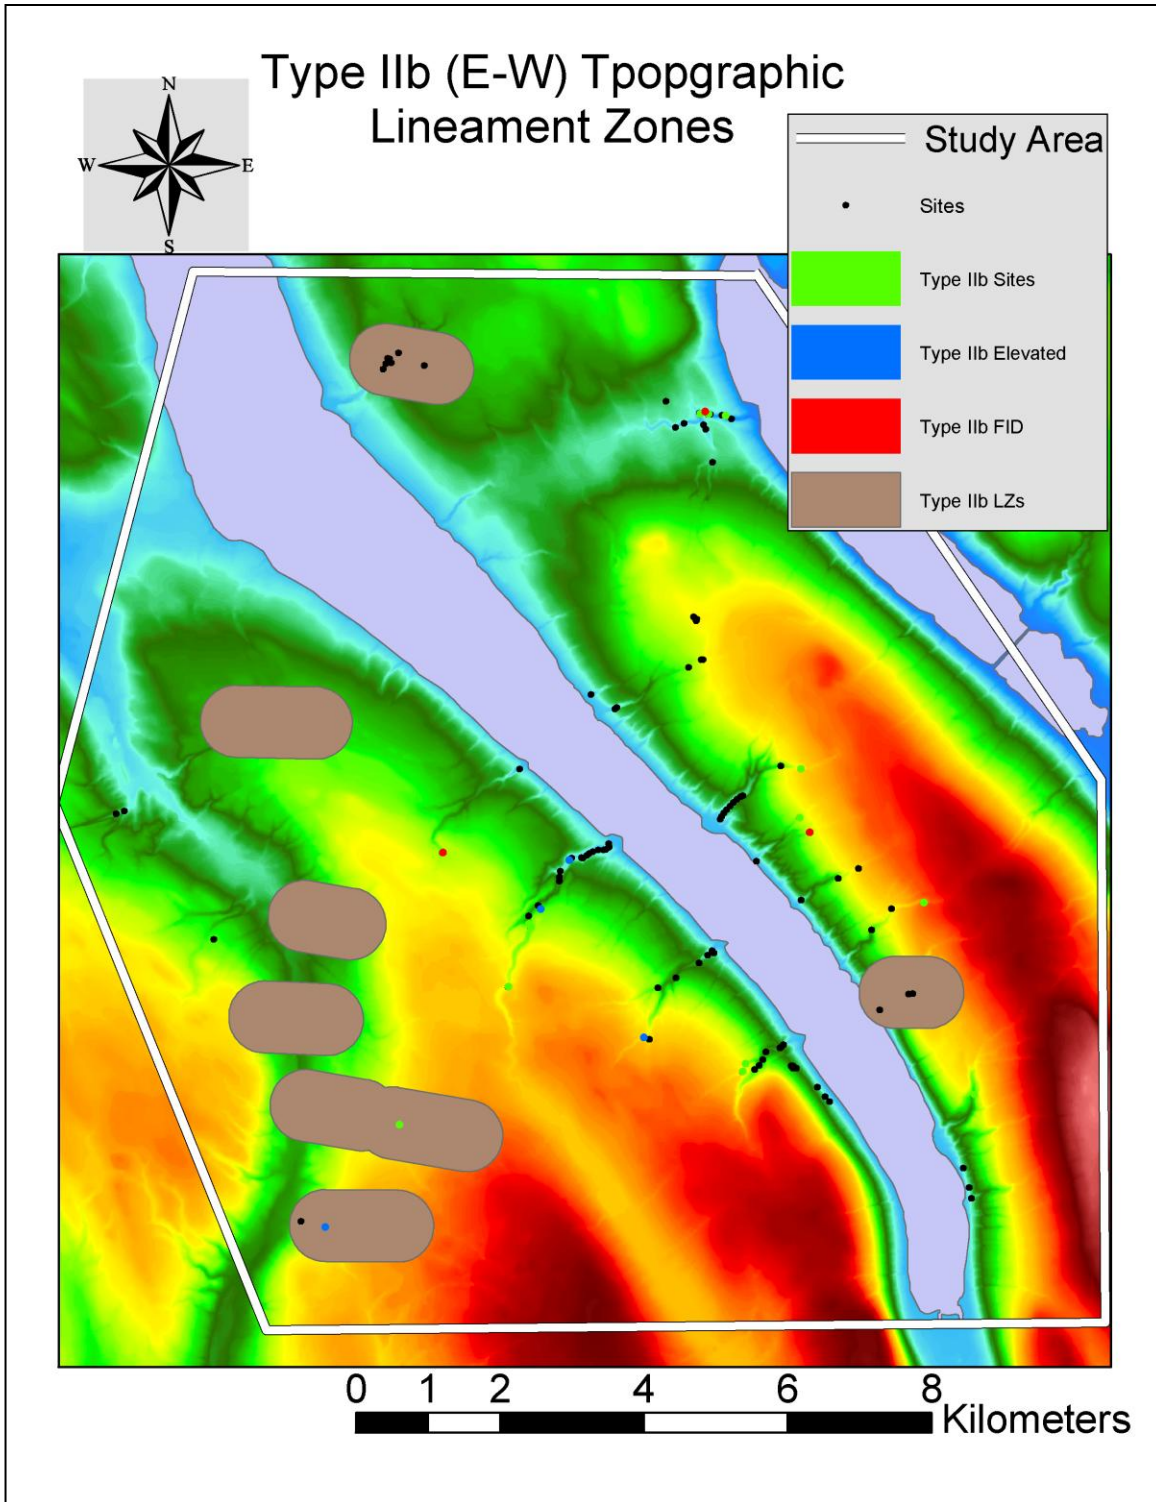 Type IIb (E-W) Tpopgraphic
Lineament Zones
N
W
E
S
Study Area
Sites
Type IIb Sites
Type IIb Elevated
Type IIb FID
Type IIb LZs
0 1 2 4 6 8
Kilometers